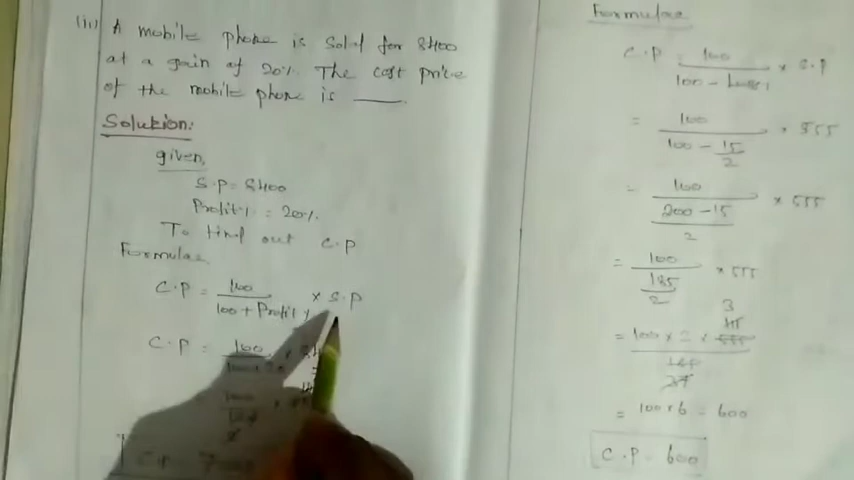 (iii) A mobile phone is sold for 8400
at a gain of 20%. The cost price
of the mobile phone is ____.
Solution:
given,
S.P = 8400
Profit% = 20%.
To find out C.P
Formulae
C.P = 100 / 100 + Profit% × S.P
C.P = 100
100
C.P = 7000
Formulae
C.P = 100 / 100 - Loss% × S.P
= 100 / 100 - 15/2 × 555
= 100 / 200 - 15 / 2 × 555
= 100 / 185 / 2 × 555
3
111
= 100 × 2 × 555
37
= 100 × 6 = 600
C.P = 600